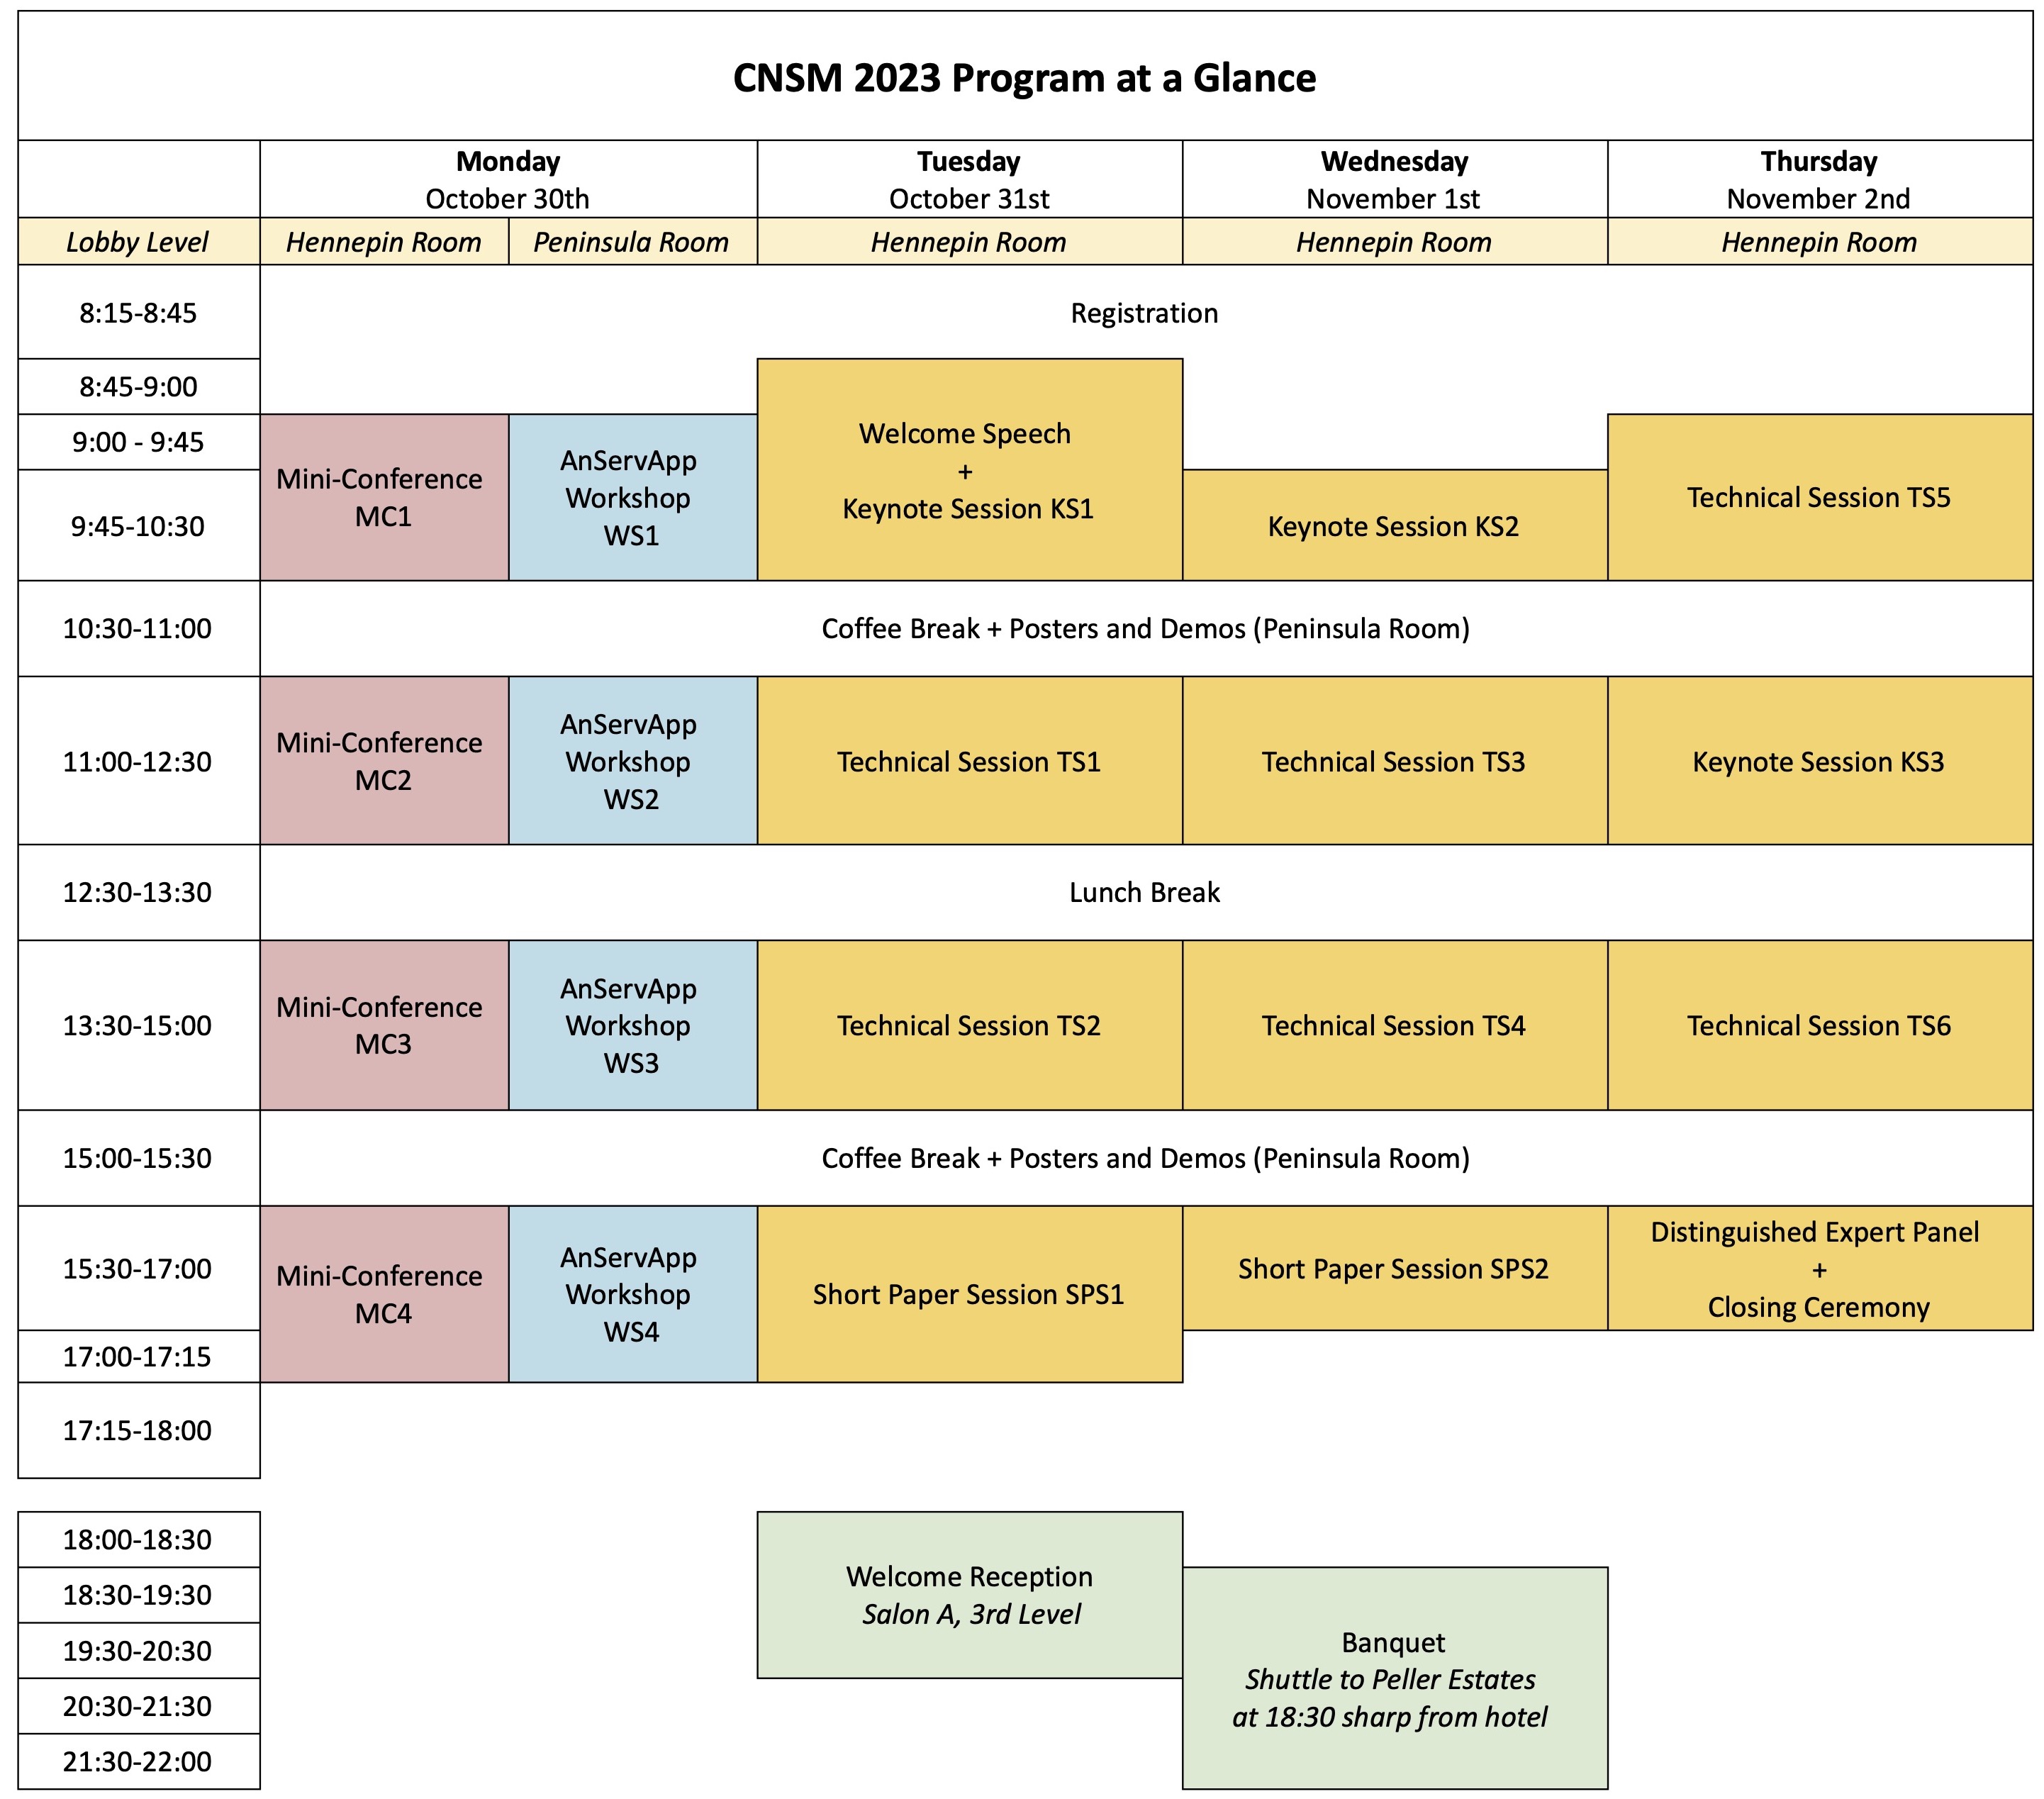 CNSM 2023 Program at a Glance
Monday
October 30th
Tuesday
October 31st
Wednesday
November 1st
Thursday
November 2nd
Lobby Level
Hennepin Room
Peninsula Room
Hennepin Room
Hennepin Room
Hennepin Room
8:15-8:45
Registration
8:45-9:00
9:00 - 9:45
9:45-10:30
Mini-Conference
MC1
AnServApp
Workshop
WS1
Welcome Speech
+
Keynote Session KS1
Keynote Session KS2
Technical Session TS5
10:30-11:00
Coffee Break + Posters and Demos (Peninsula Room)
11:00-12:30
Mini-Conference
MC2
AnServApp
Workshop
WS2
Technical Session TS1
Technical Session TS3
Keynote Session KS3
12:30-13:30
Lunch Break
13:30-15:00
Mini-Conference
MC3
AnServApp
Workshop
WS3
Technical Session TS2
Technical Session TS4
Technical Session TS6
15:00-15:30
Coffee Break + Posters and Demos (Peninsula Room)
15:30-17:00
17:00-17:15
Mini-Conference
MC4
AnServApp
Workshop
WS4
Short Paper Session SPS1
Short Paper Session SPS2
Distinguished Expert Panel
+
Closing Ceremony
17:15-18:00
18:00-18:30
18:30-19:30
19:30-20:30
20:30-21:30
21:30-22:00
Welcome Reception
Salon A, 3rd Level
Banquet
Shuttle to Peller Estates
at 18:30 sharp from hotel